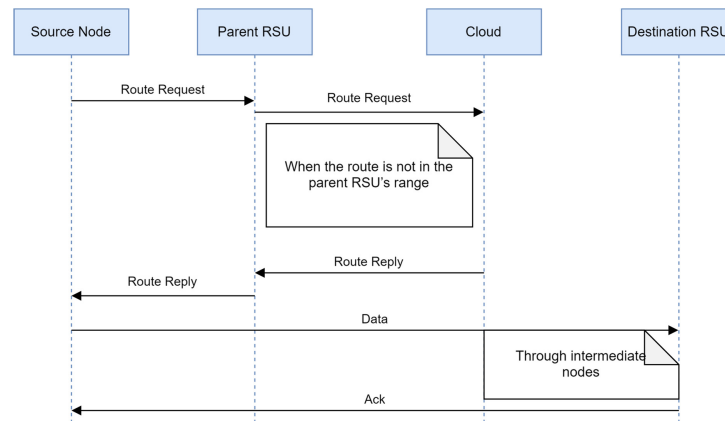 Source Node
Parent RSU
Cloud
Destination RSU
Route Request
Route Request
When the route is not in the
parent RSU's range
Route Reply
Route Reply
Data
Through intermediate
nodes
Ack